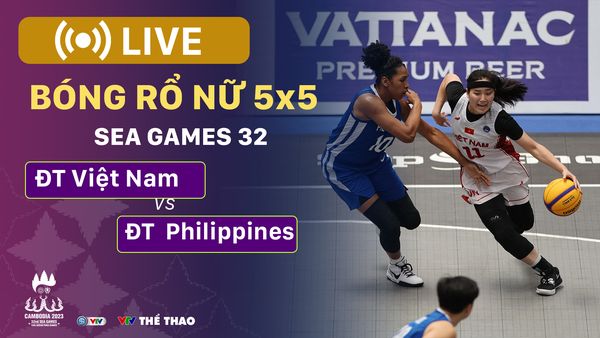 LIVE
BÓNG RỔ NỮ 5x5
SEA GAMES 32
ĐT Việt Nam
VS
ĐT Philippines
CAMBODIA 2023
VTV
VTV THỂ THAO
VATTANAC
PREMIUM BEER
VIỆT NAM
11
10